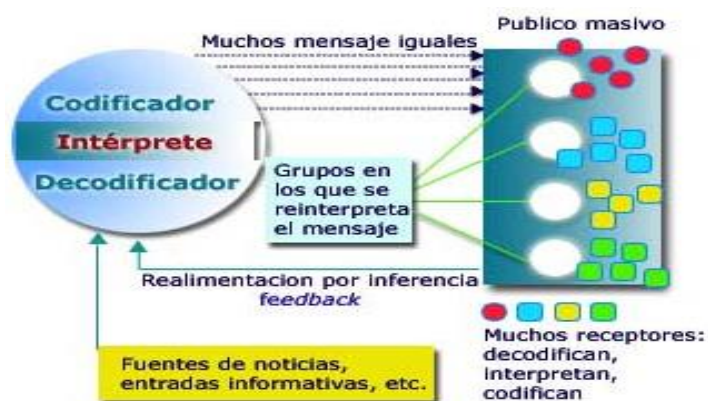 Publico masivo
Muchos mensaje iguales
Codificador
Intérprete
Decodificador
Grupos en
los que se
reinterpreta
el mensaje
Realimentacion por inferencia
feedback
Fuentes de noticias,
entradas informativas, etc.
Muchos receptores:
decodifican,
interpretan,
codifican